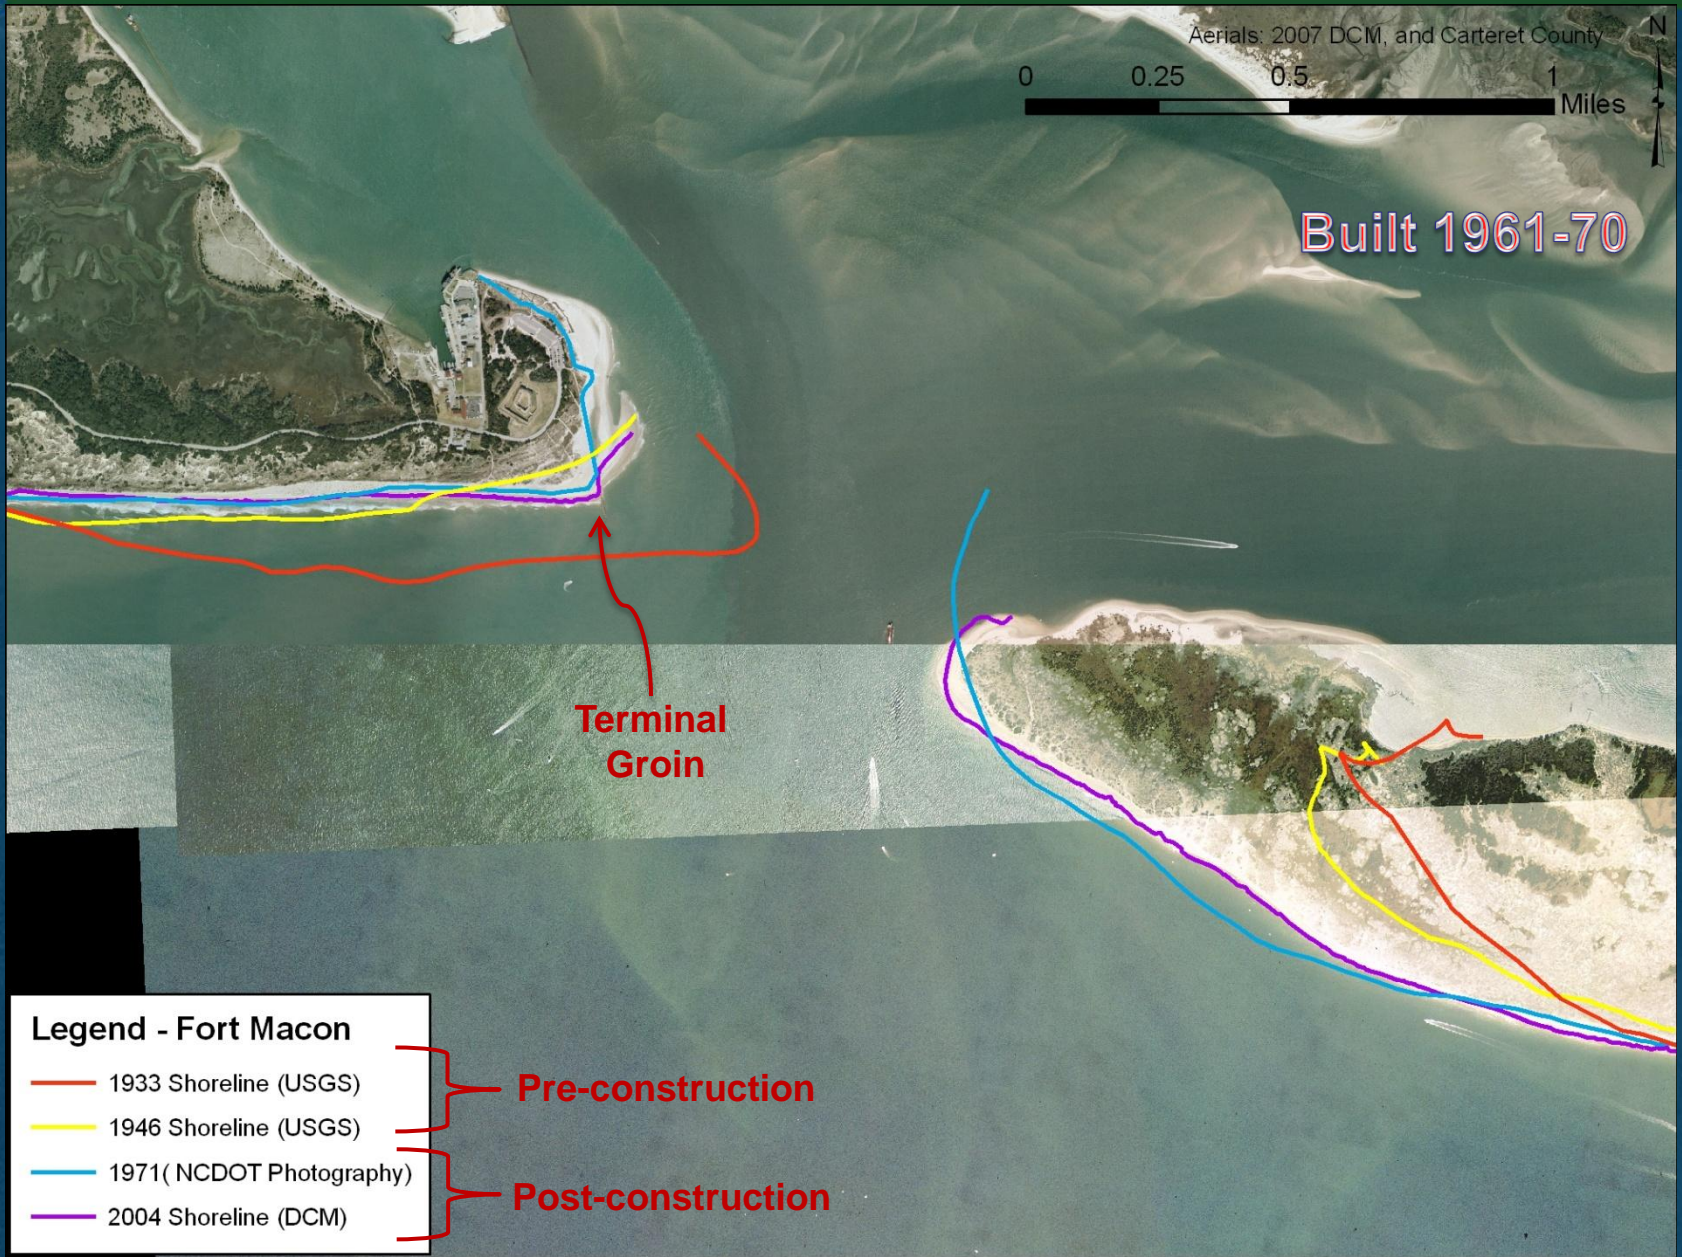 Aerials: 2007 DCM, and Carteret County
N
0 0.25 0.5 1
Miles
Built 1961-70
Terminal
Groin
Legend - Fort Macon
1933 Shoreline (USGS)
1946 Shoreline (USGS)
1971( NCDOT Photography)
2004 Shoreline (DCM)
Pre-construction
Post-construction